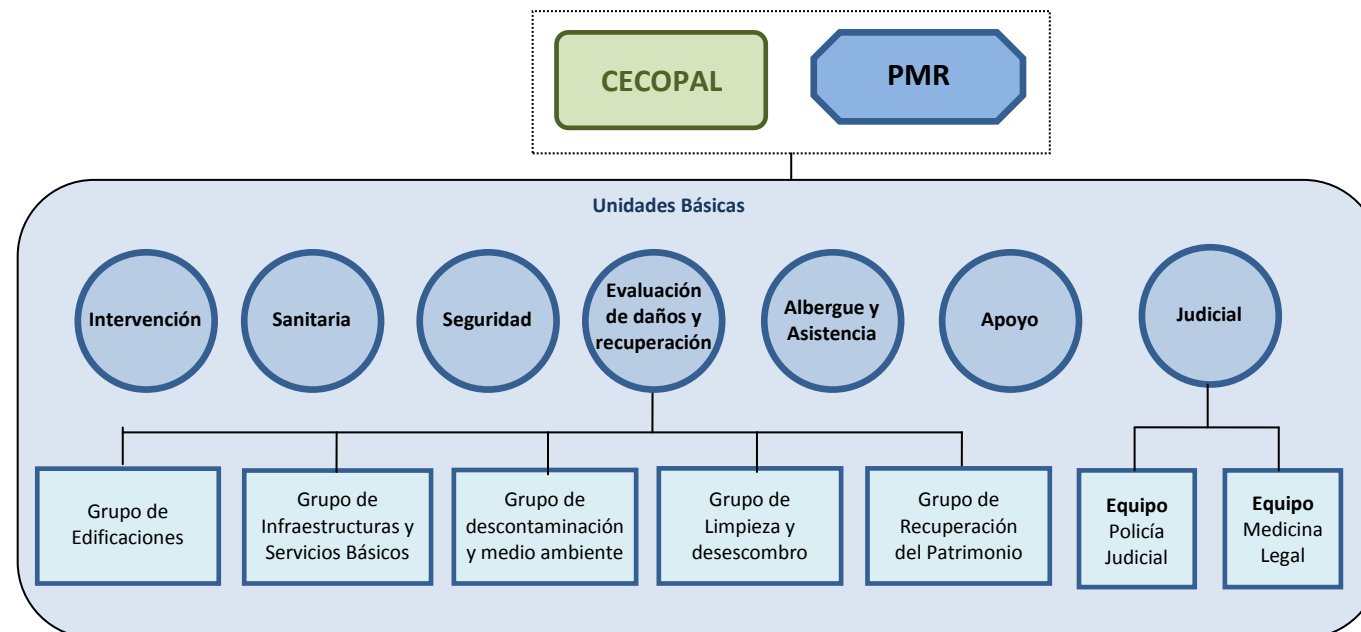 CECOPAL
PMR
Unidades Básicas
Intervención
Sanitaria
Seguridad
Evaluación
de daños y
recuperación
Albergue y
Asistencia
Apoyo
Judicial
Grupo de
Edificaciones
Grupo de
Infraestructuras y
Servicios Básicos
Grupo de
descontaminación
y medio ambiente
Grupo de
Limpieza y
desescombro
Grupo de
Recuperación
del Patrimonio
Equipo
Policía
Judicial
Equipo
Medicina
Legal